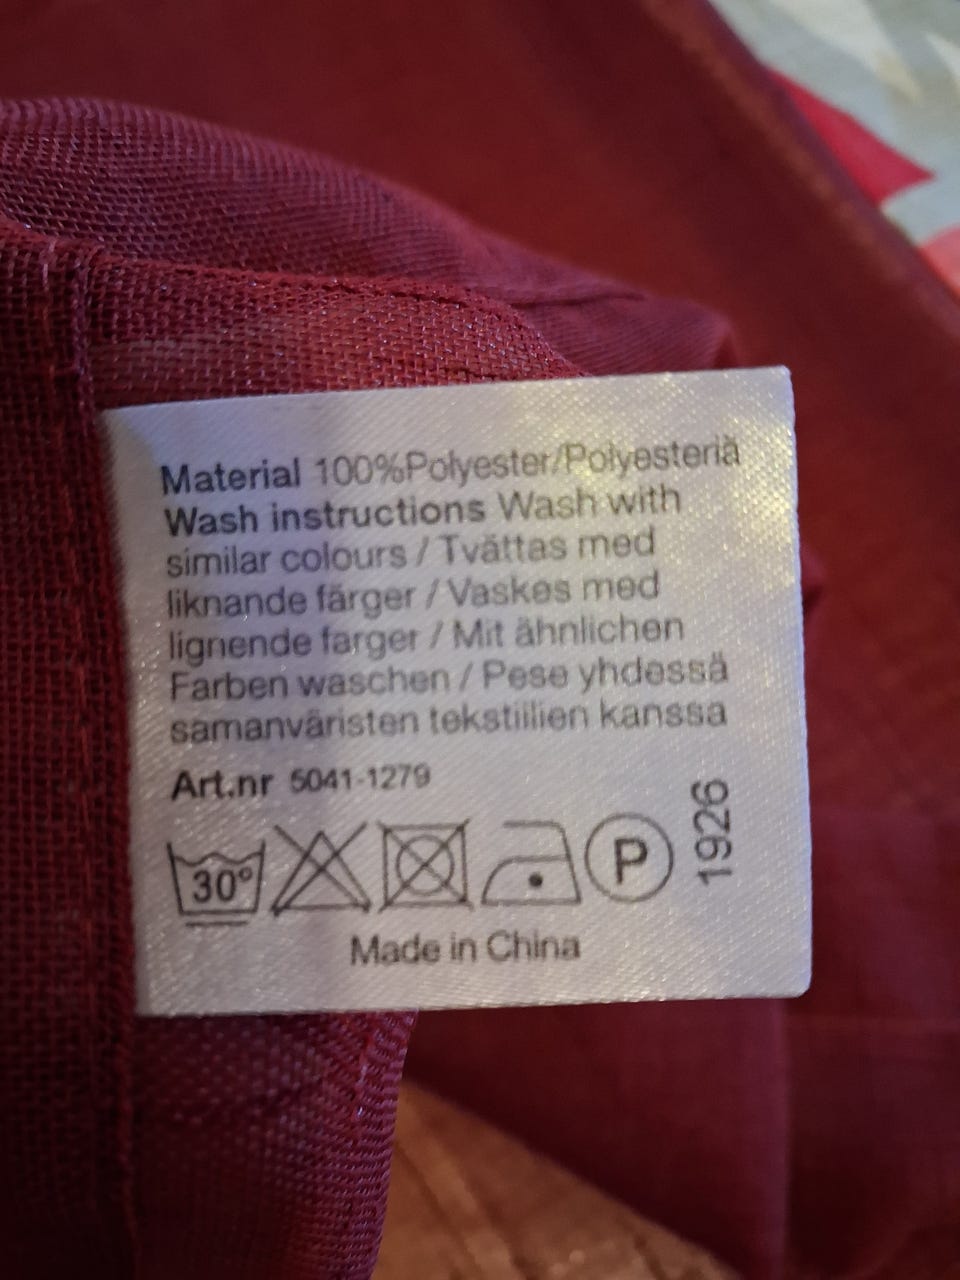 Material 100%Polyester/Polyesteriä
Wash instructions Wash with
similar colours / Tvättas med
liknande färger / Vaskes med
lignende farger / Mit ähnlichen
Farben waschen / Pese yhdessä
samanväristen tekstiilien kanssa
Art.nr 5041-1279
30° P
1926
Made in China